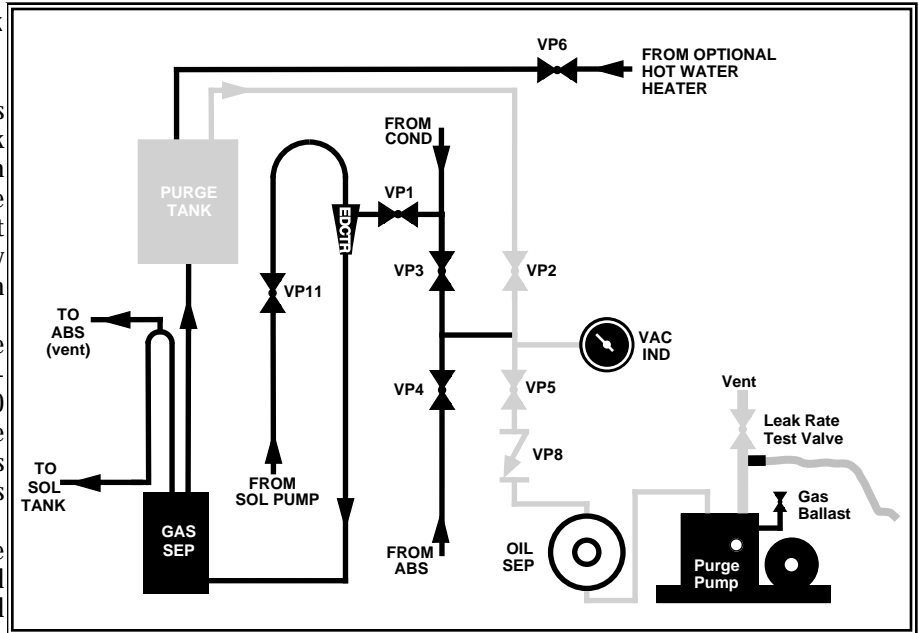 VP6
FROM OPTIONAL
HOT WATER
HEATER
FROM
COND
PURGE
TANK
VP1
EDCTR
VP3
VP2
VP11
TO
ABS
(vent)
VAC
IND
VP4
VP5
Vent
Leak Rate
Test Valve
VP8
TO
SOL
TANK
FROM
SOL PUMP
Gas
Ballast
GAS
SEP
FROM
ABS
OIL
SEP
Purge
Pump